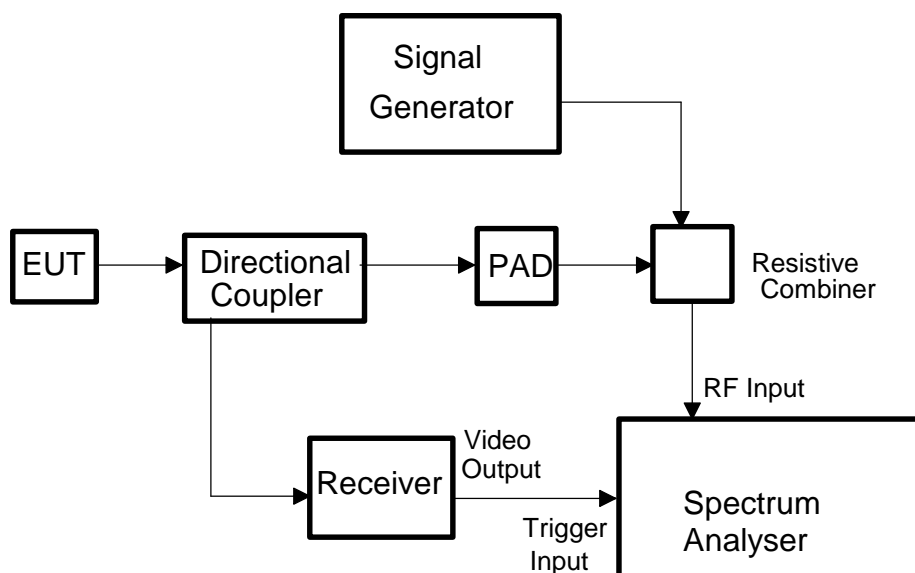 Signal
Generator
EUT
Directional
Coupler
PAD
Resistive
Combiner
RF Input
Receiver
Video
Output
Trigger
Input
Spectrum
Analyser